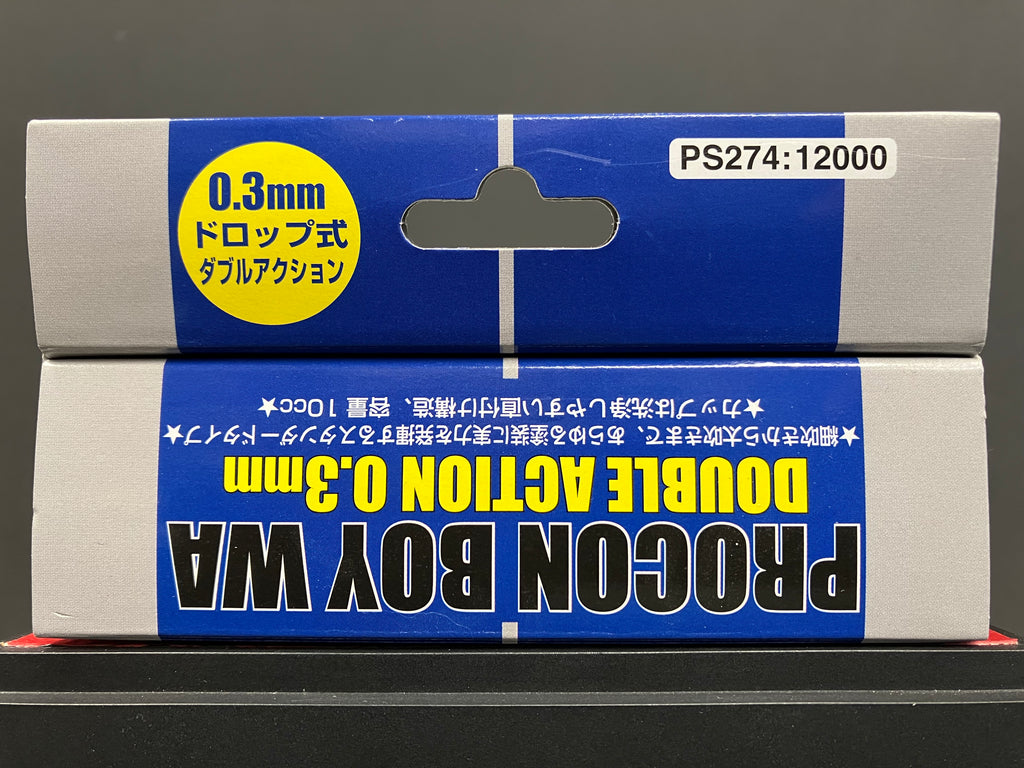 0.3mm
ドロップ式
ダブルアクション
PS274:12000
PROCON BOY WA
DOUBLE ACTION 0.3mm
★細吹きから太吹きまで、あらゆる塗装に実力を発揮するスタンダードタイプ★
★カップは洗浄しやすい直付け構造、容量10cc★